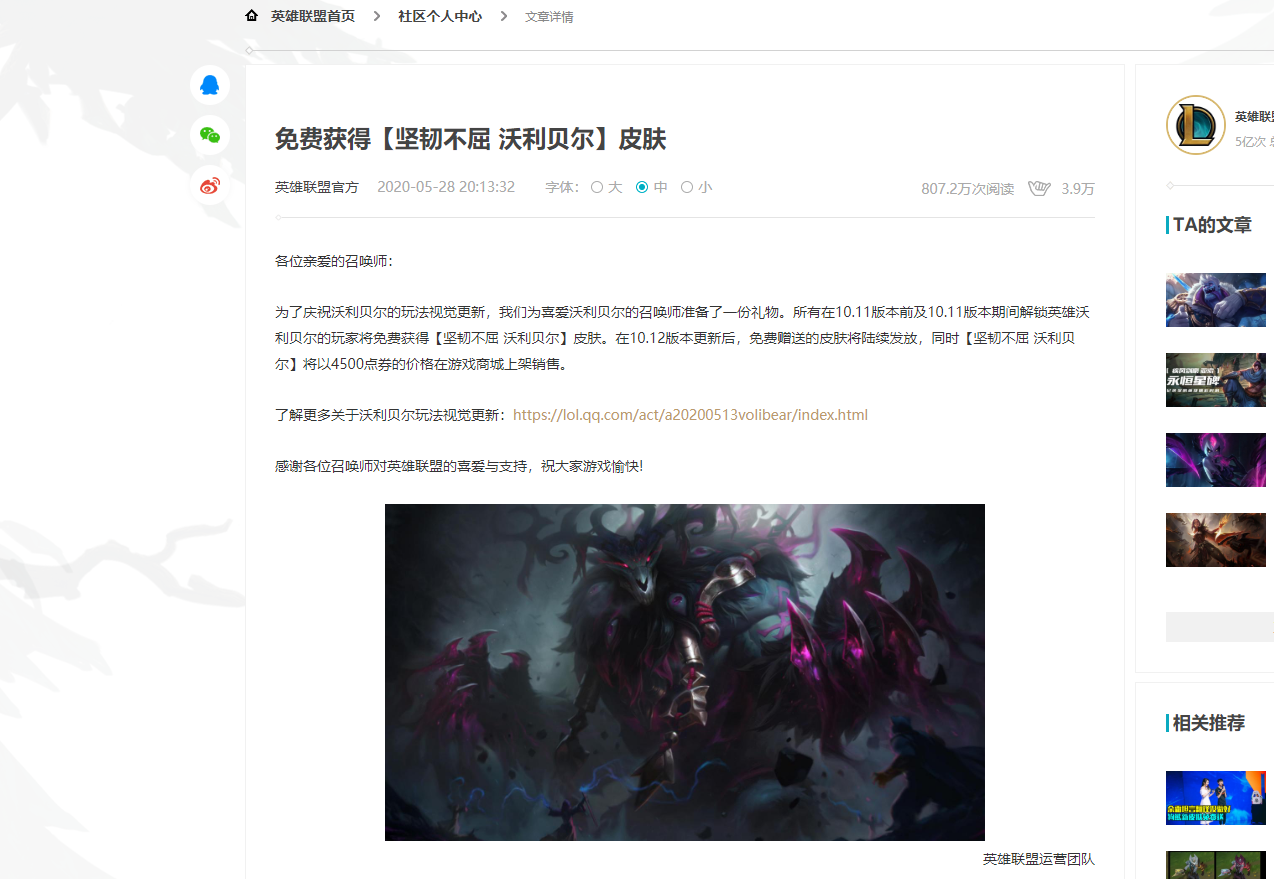 英雄联盟首页 > 社区个人中心 > 文章详情
免费获得【坚韧不屈 沃利贝尔】皮肤
英雄联盟官方 2020-05-28 20:13:32 字体： 大 中 小 807.2万次阅读 3.9万
各位亲爱的召唤师：
为了庆祝沃利贝尔的玩法视觉更新，我们为喜爱沃利贝尔的召唤师准备了一份礼物。所有在10.11版本前及10.11版本期间解锁英雄沃
利贝尔的玩家将免费获得【坚韧不屈 沃利贝尔】皮肤。在10.12版本更新后，免费赠送的皮肤将陆续发放，同时【坚韧不屈 沃利贝
尔】将以4500点券的价格在游戏商城上架销售。
了解更多关于沃利贝尔玩法视觉更新：https://lol.qq.com/act/a20200513volibear/index.html
感谢各位召唤师对英雄联盟的喜爱与支持，祝大家游戏愉快!
英雄联盟运营团队
英雄联
5亿次
TA的文章
永恒星碑
相关推荐